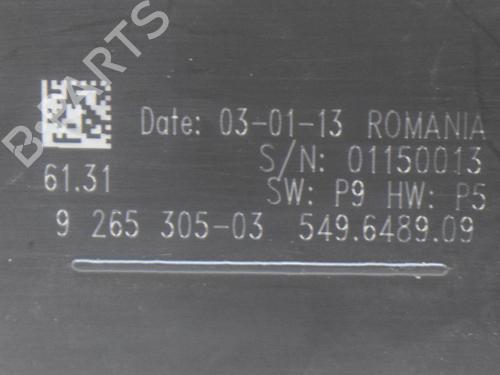 B-PARTS
Date: 03-01-13 ROMANIA
S/N: 01150013
61.31
SW: P9 HW: P5
9 265 305-03 549.6489.09